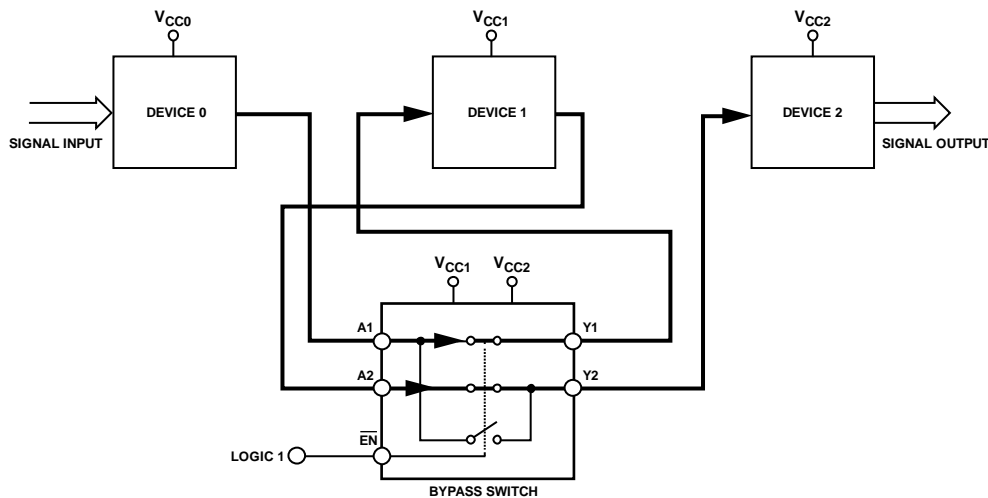 VCC0
VCC1
VCC2
DEVICE 0
DEVICE 1
DEVICE 2
SIGNAL INPUT
SIGNAL OUTPUT
VCC1
VCC2
A1
Y1
A2
Y2
EN
LOGIC 1
BYPASS SWITCH